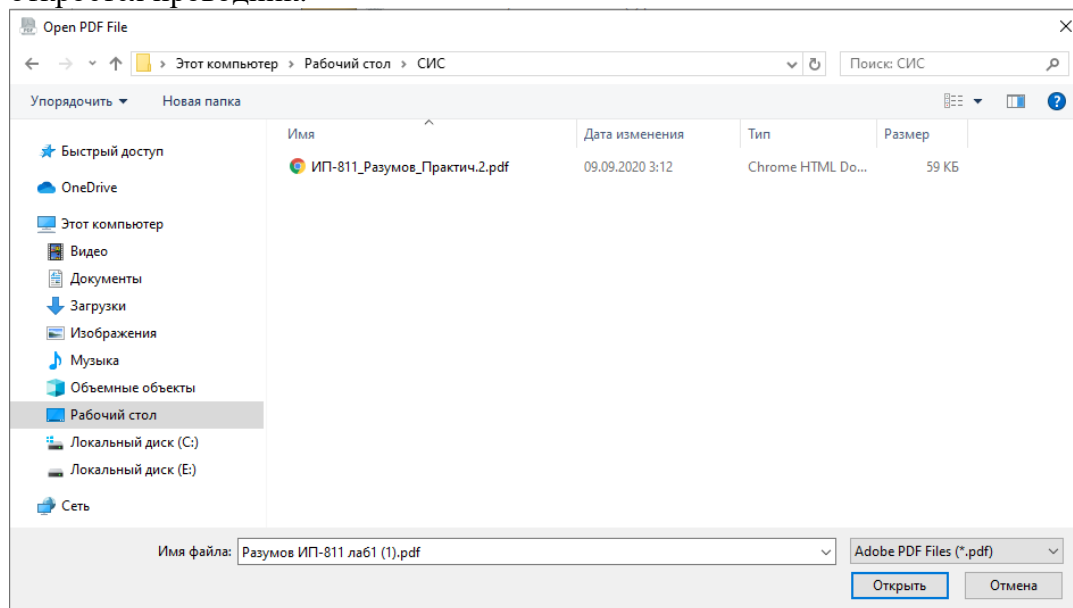 Open PDF File
Этот компьютер › Рабочий стол › СИС
Поиск: СИС
Упорядочить
Новая папка
Имя Дата изменения Тип Размер
Быстрый доступ
ИП-811_Разумов_Практич.2.pdf 09.09.2020 3:12 Chrome HTML Do... 59 КБ
OneDrive
Этот компьютер
Видео
Документы
Загрузки
Изображения
Музыка
Объемные объекты
Рабочий стол
Локальный диск (C:)
Локальный диск (E:)
Сеть
Имя файла: Разумов ИП-811 лаб1 (1).pdf Adobe PDF Files (*.pdf)
Открыть Отмена